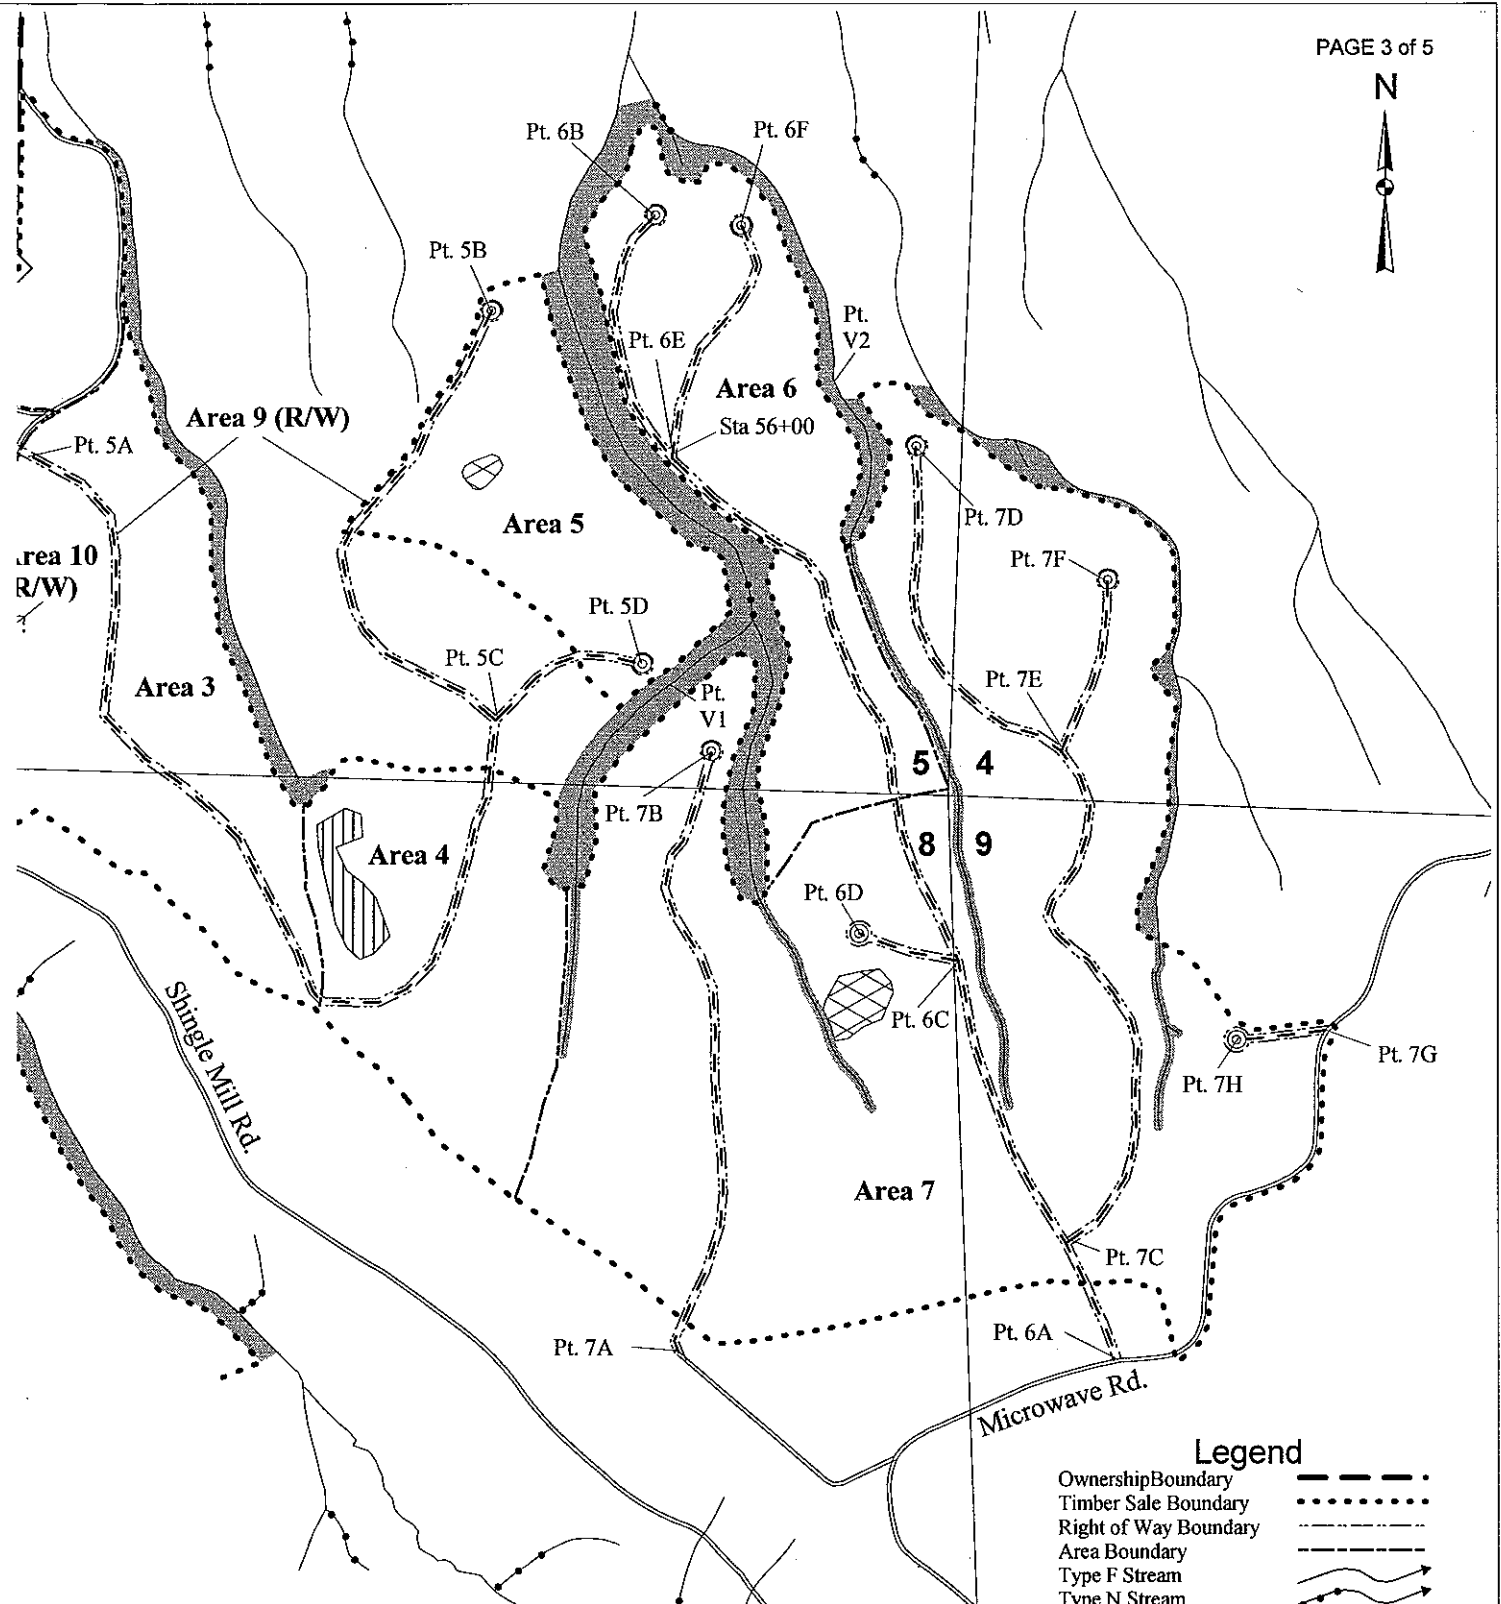 PAGE 3 of 5
N
Pt. 6B
Pt. 6F
Pt. 5B
Pt.
V2
Pt. 6E
Area 6
Sta 56+00
Area 9 (R/W)
Pt. 5A
Area 5
Pt. 7D
Pt. 7F
rea 10
R/W)
Pt. 5D
Pt. 5C
Area 3
Pt.
V1
Pt. 7E
5 4
Pt. 7B
8 9
Area 4
Pt. 6D
Pt. 6C
Shingle Mill Rd.
Pt. 7G
Pt. 7H
Area 7
Pt. 7C
Pt. 7A
Pt. 6A
Microwave Rd.
Legend
OwnershipBoundary
Timber Sale Boundary
Right of Way Boundary
Area Boundary
Type F Stream
Type N Stream